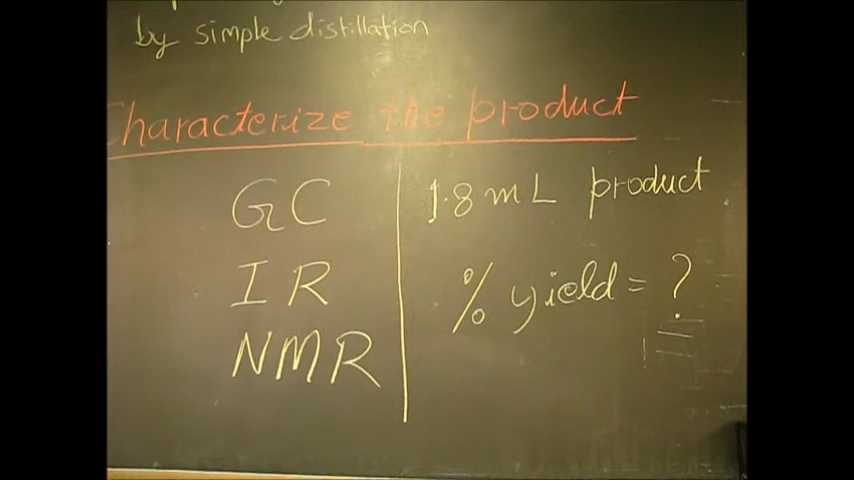 by simple distillation
Characterize the product
GC
IR
NMR
1.8 mL product
% yield = ?